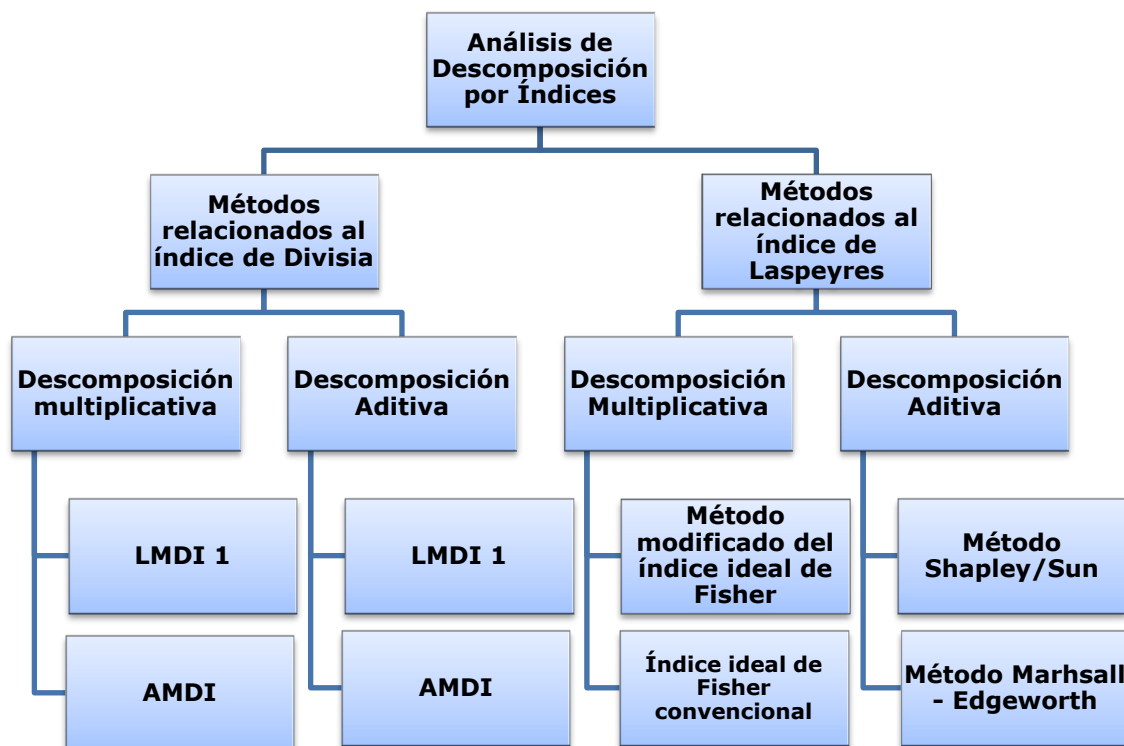 Análisis de
Descomposición
por Índices
Métodos
relacionados al
índice de Divisia
Métodos
relacionados al
índice de
Laspeyres
Descomposición
multiplicativa
Descomposición
Aditiva
Descomposición
Multiplicativa
Descomposición
Aditiva
LMDI 1
LMDI 1
Método
modificado del
índice ideal de
Fisher
Método
Shapley/Sun
AMDI
AMDI
Índice ideal de
Fisher
convencional
Método Marhsall
- Edgeworth